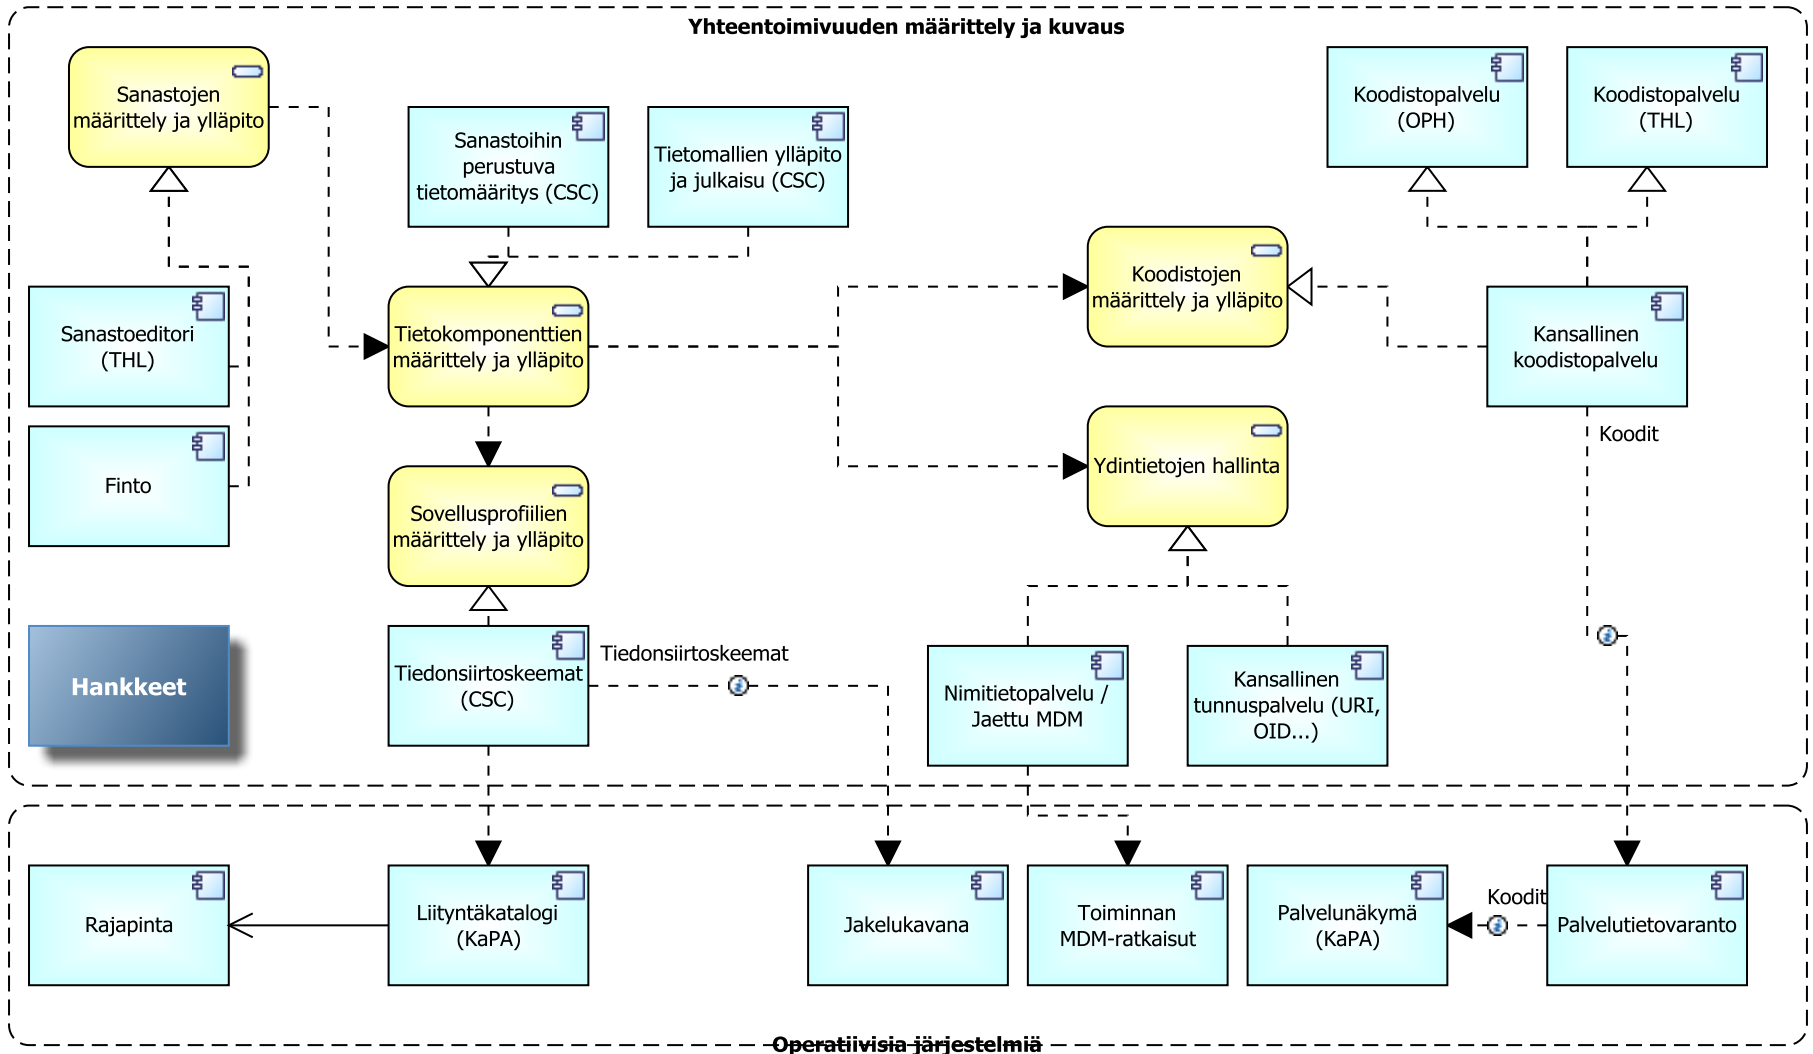 Yhteentoimivuuden määrittely ja kuvaus
Sanastojen
määrittely ja ylläpito
Sanastoihin
perustuva
tietomääritys (CSC)
Tietomallien ylläpito
ja julkaisu (CSC)
Koodistopalvelu
(OPH)
Koodistopalvelu
(THL)
Sanastoeditori
(THL)
Tietokomponenttien
määrittely ja ylläpito
Koodistojen
määrittely ja ylläpito
Kansallinen
koodistopalvelu
Koodit
Finto
Sovellusprofiilien
määrittely ja ylläpito
Ydintietojen hallinta
Hankkeet
Tiedonsiirtoskeemat
(CSC)
Tiedonsiirtoskeemat
Nimitietopalvelu /
Jaettu MDM
Kansallinen
tunnuspalvelu (URI,
OID...)
Rajapinta
Liityntäkatalogi
(KaPA)
Jakelukavana
Toiminnan
MDM-ratkaisut
Palvelunäkymä
(KaPA)
Koodit
Palvelutietovaranto
Operatiivisia järjestelmiä